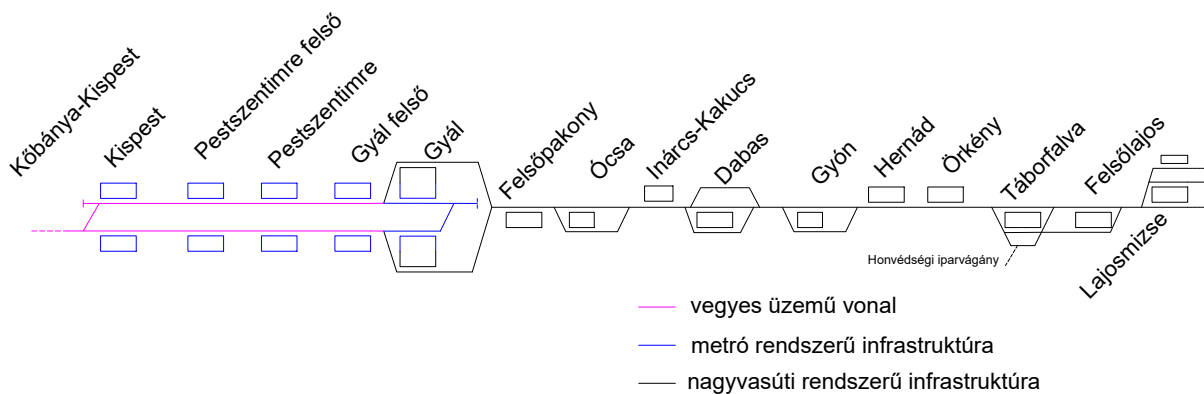 Kőbánya-Kispest
Kispest
Pestszentimre felső
Pestszentimre
Gyál felső
Gyál
Felsőpakony
Ócsa
Inárcs-Kakucs
Dabas
Gyón
Hernád
Örkény
Táborfalva
Felsőlajos
Lajosmizse
Honvédségi iparvágány
vegyes üzemű vonal
metró rendszerű infrastruktúra
nagyvasúti rendszerű infrastruktúra